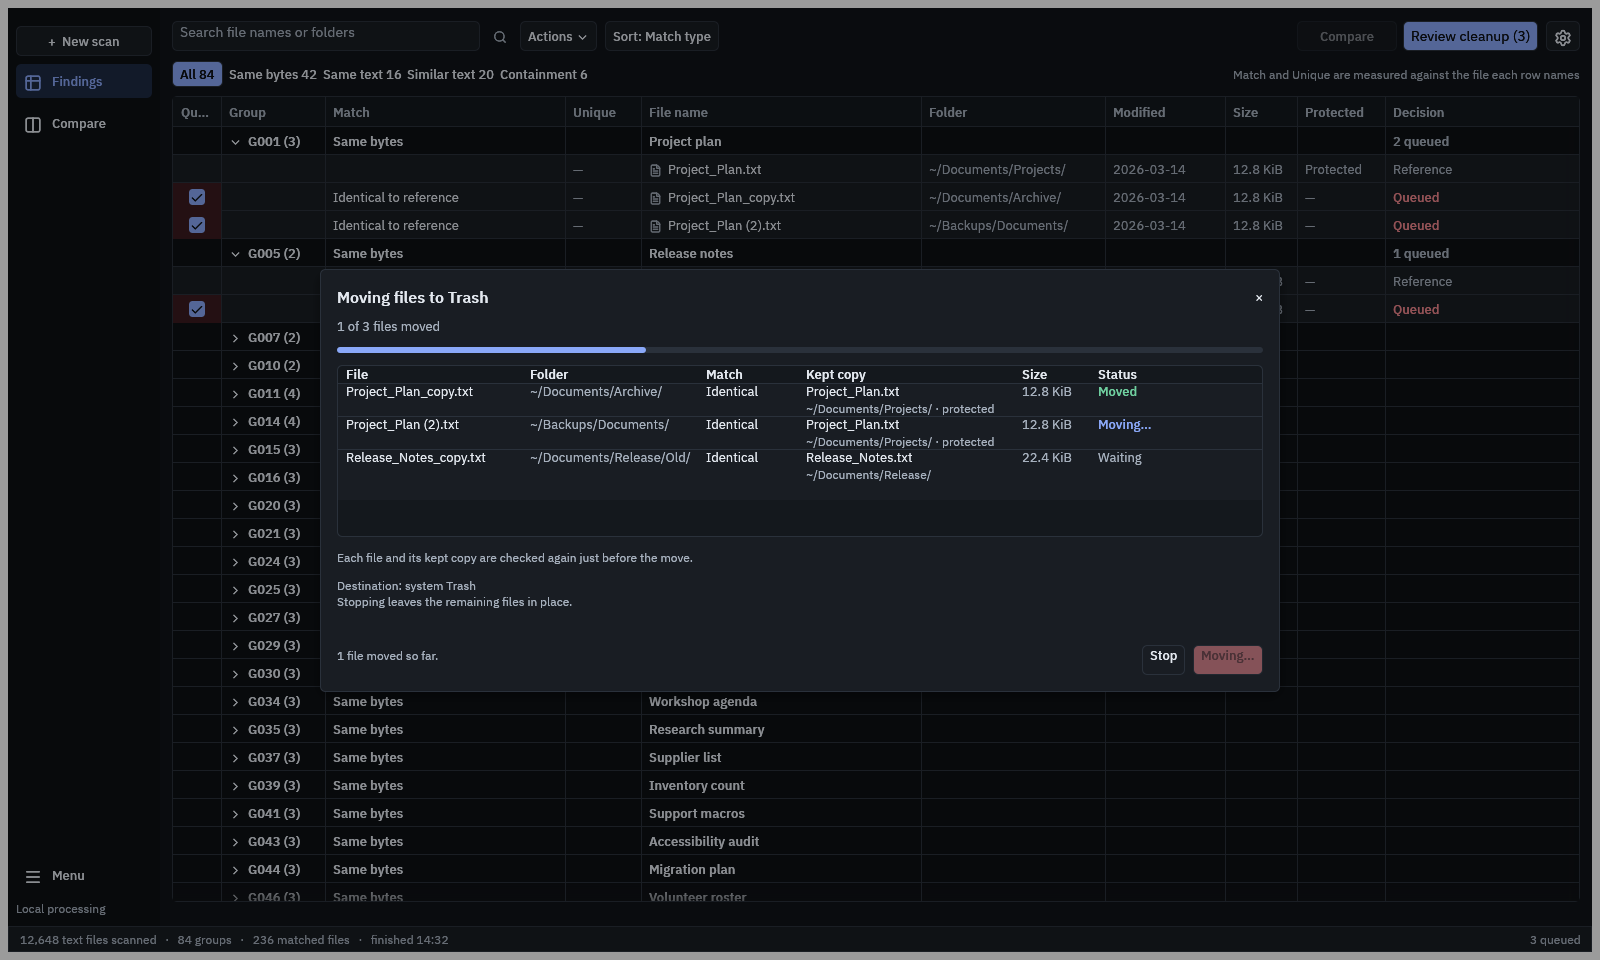 + New scan
Findings
Compare
Menu
Local processing
Search file names or folders
Actions
Sort: Match type
Compare
Review cleanup (3)
All 84 Same bytes 42 Same text 16 Similar text 20 Containment 6
Match and Unique are measured against the file each row names
Qu... Group Match Unique File name Folder Modified Size Protected Decision
G001 (3) Same bytes Project plan 2 queued
— Project_Plan.txt ~/Documents/Projects/ 2026-03-14 12.8 KiB Protected Reference
Identical to reference — Project_Plan_copy.txt ~/Documents/Archive/ 2026-03-14 12.8 KiB — Queued
Identical to reference — Project_Plan (2).txt ~/Backups/Documents/ 2026-03-14 12.8 KiB — Queued
G005 (2) Same bytes Release notes 1 queued
— Reference
— Queued
G007 (2)
G010 (2)
G011 (4)
G014 (4)
G015 (3)
G016 (3)
G020 (3)
G021 (3)
G024 (3)
G025 (3)
G027 (3)
G029 (3)
G030 (3)
G034 (3) Same bytes Workshop agenda
G035 (3) Same bytes Research summary
G037 (3) Same bytes Supplier list
G039 (3) Same bytes Inventory count
G041 (3) Same bytes Support macros
G043 (3) Same bytes Accessibility audit
G044 (3) Same bytes Migration plan
G046 (3) Same bytes Volunteer roster
Moving files to Trash
×
1 of 3 files moved
File Folder Match Kept copy Size Status
Project_Plan_copy.txt ~/Documents/Archive/ Identical Project_Plan.txt 12.8 KiB Moved
~/Documents/Projects/ · protected
Project_Plan (2).txt ~/Backups/Documents/ Identical Project_Plan.txt 12.8 KiB Moving...
~/Documents/Projects/ · protected
Release_Notes_copy.txt ~/Documents/Release/Old/ Identical Release_Notes.txt 22.4 KiB Waiting
~/Documents/Release/
Each file and its kept copy are checked again just before the move.
Destination: system Trash
Stopping leaves the remaining files in place.
1 file moved so far.
Stop
Moving...
12,648 text files scanned · 84 groups · 236 matched files · finished 14:32
3 queued